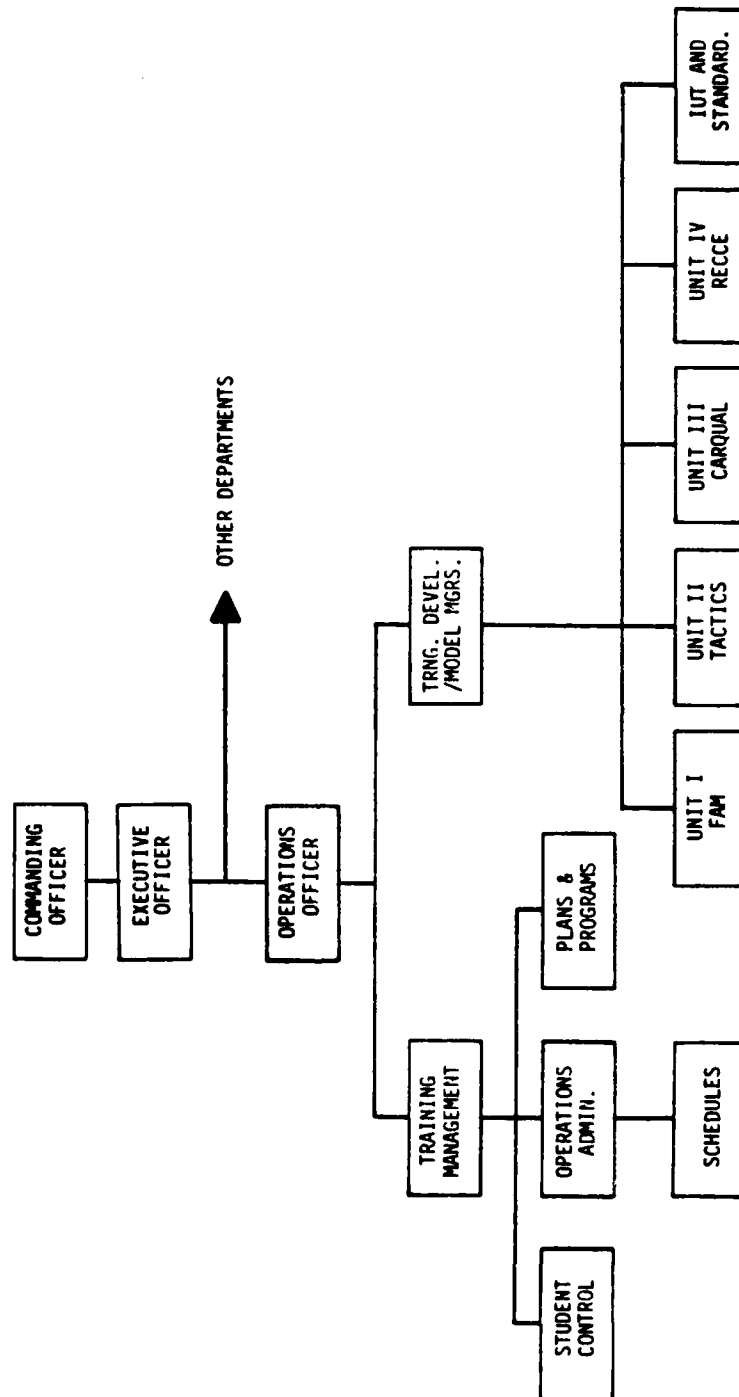 COMMANDING
OFFICER
EXECUTIVE
OFFICER
OTHER DEPARTMENTS
OPERATIONS
OFFICER
TRAINING
MANAGEMENT
TRNG. DEVEL.
/MODEL MGRS.
STUDENT
CONTROL
OPERATIONS
ADMIN.
PLANS &
PROGRAMS
SCHEDULES
UNIT I
FAM
UNIT II
TACTICS
UNIT III
CARQUAL
UNIT IV
RECCE
IUT AND
STANDARD.